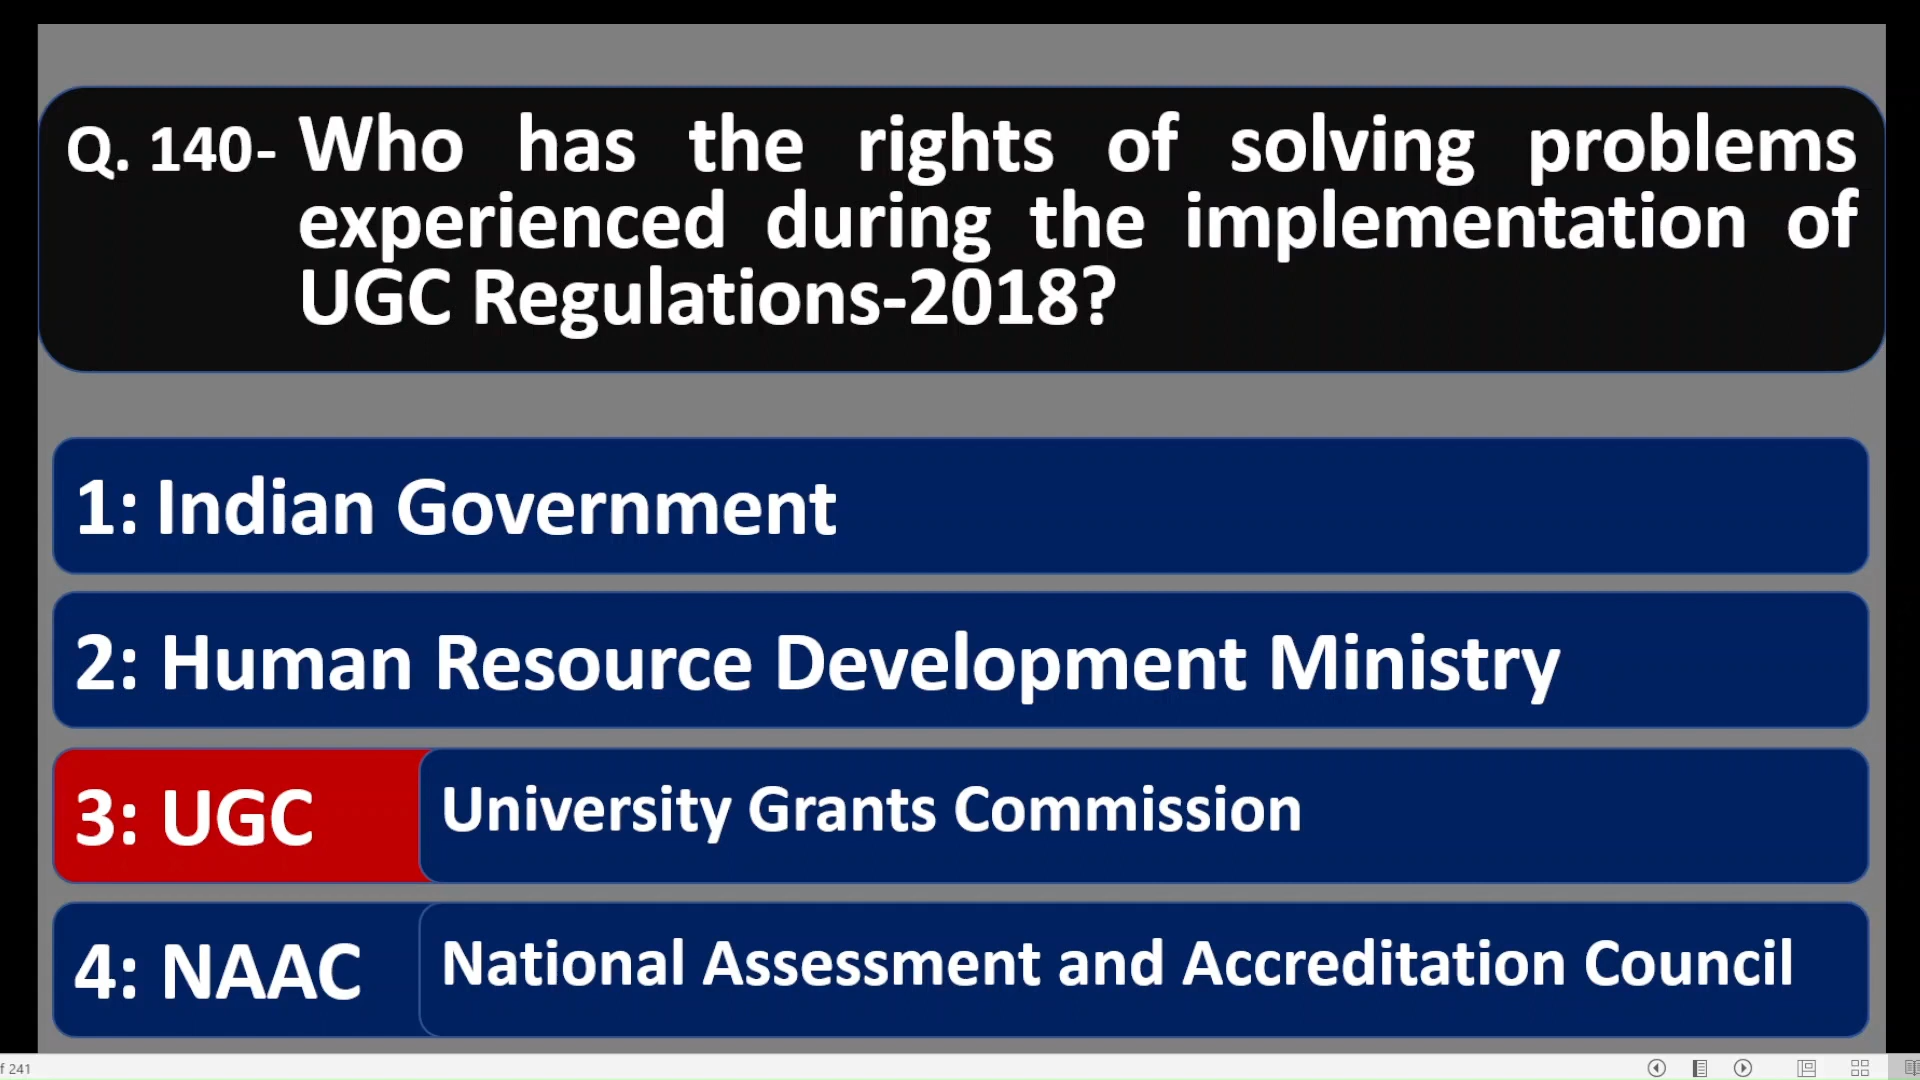 Q. 140- Who has the rights of solving problems
experienced during the implementation of
UGC Regulations-2018?
1: Indian Government
2: Human Resource Development Ministry
3: UGC University Grants Commission
4: NAAC National Assessment and Accreditation Council
f 241